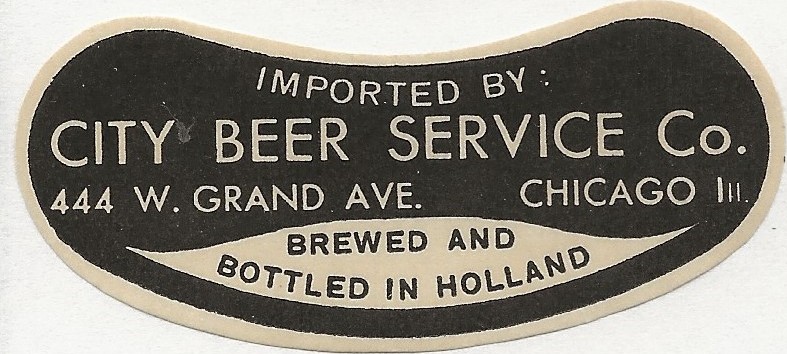 IMPORTED BY:
CITY BEER SERVICE Co.
444 W. GRAND AVE. CHICAGO Ill.
BREWED AND
BOTTLED IN HOLLAND